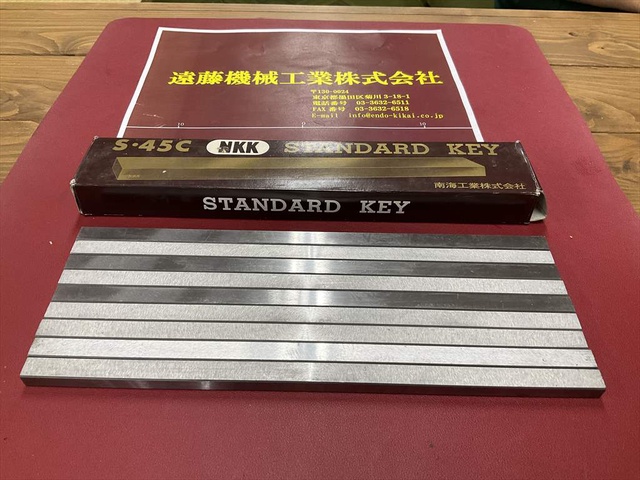 遠藤機械工業株式会社
〒130-0024
東京都墨田区菊川3-18-1
電話番号 03-3632-6511
FAX番号 03-3632-6518
E-mail info@endo-kikai.co.jp
S·45C NKK STANDARD KEY
南海工業株式会社
STANDARD KEY